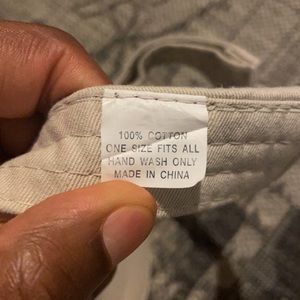 100% COTTON
ONE SIZE FITS ALL
HAND WASH ONLY
MADE IN CHINA